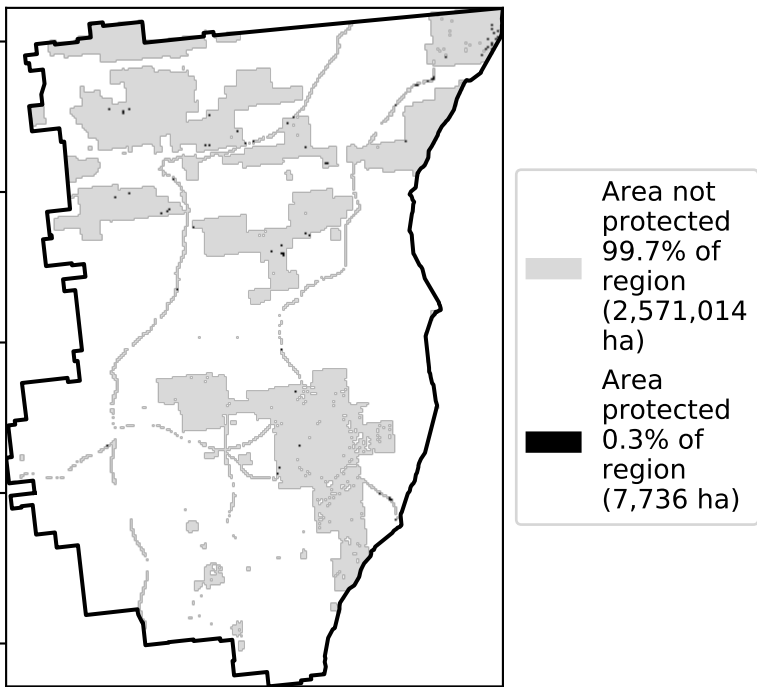 Area not
protected
99.7% of
region
(2,571,014
ha)
Area
protected
0.3% of
region
(7,736 ha)